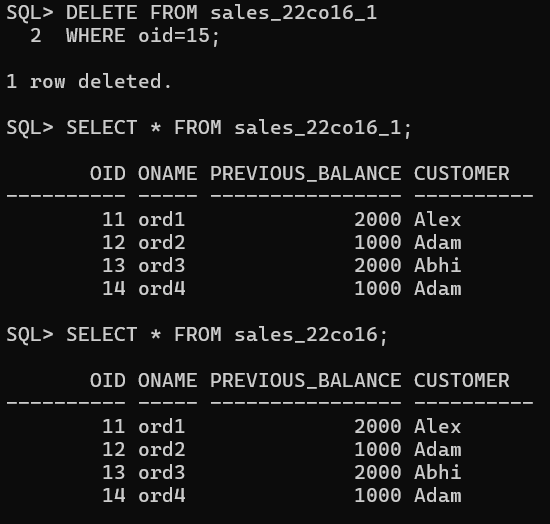 SQL> DELETE FROM sales_22co16_1
  2  WHERE oid=15;
1 row deleted.
SQL> SELECT * FROM sales_22co16_1;
       OID ONAME PREVIOUS_BALANCE CUSTOMER
---------- ----- ---------------- ----------
        11 ord1              2000 Alex
        12 ord2              1000 Adam
        13 ord3              2000 Abhi
        14 ord4              1000 Adam
SQL> SELECT * FROM sales_22co16;
       OID ONAME PREVIOUS_BALANCE CUSTOMER
---------- ----- ---------------- ----------
        11 ord1              2000 Alex
        12 ord2              1000 Adam
        13 ord3              2000 Abhi
        14 ord4              1000 Adam